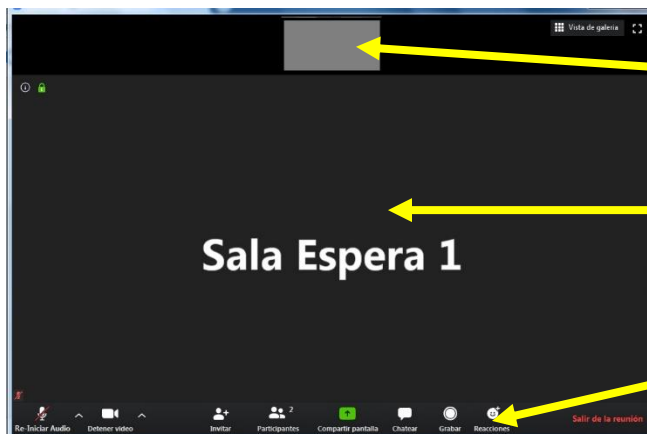 Vista de galería
Sala Espera 1
2
Re-Iniciar Audio
Detener video
Invitar
Participantes
Compartir pantalla
Chatear
Grabar
Reacciones
Salir de la reunión